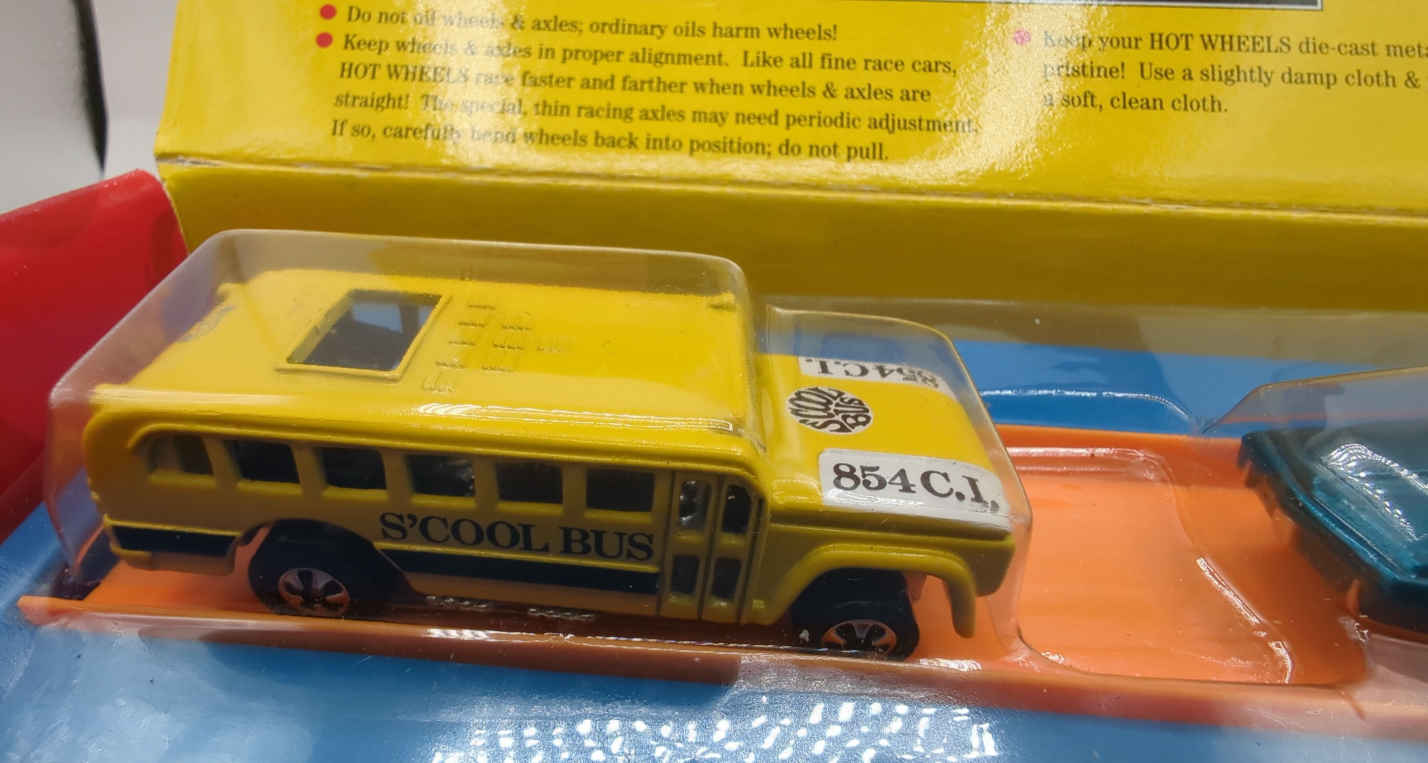 Do not oil wheels & axles; ordinary oils harm wheels!
Keep wheels & axles in proper alignment. Like all fine race cars,
HOT WHEELS race faster and farther when wheels & axles are
straight! The special, thin racing axles may need periodic adjustment.
If so, carefully bend wheels back into position; do not pull.
Keep your HOT WHEELS die-cast
pristine! Use a slightly damp cloth &
a soft, clean cloth.
854 C.I.
S'COOL
BUS
854 C.I.
S'COOL BUS